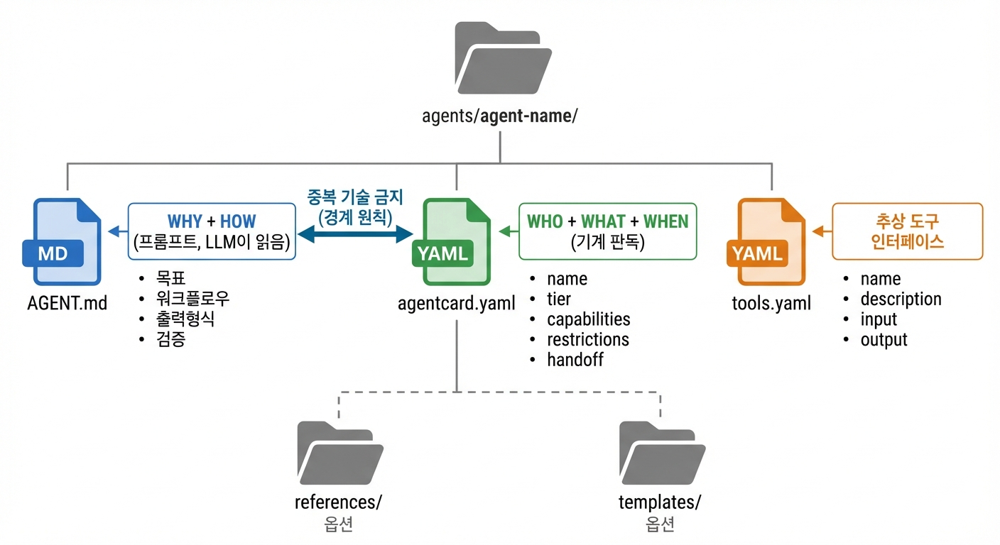 agents/agent-name/
MD
AGENT.md
WHY + HOW
(프롬프트, LLM이 읽음)
• 목표
• 워크플로우
• 출력형식
• 검증
중복 기술 금지
(경계 원칙)
YAML
agentcard.yaml
WHO + WHAT + WHEN
(기계 판독)
• name
• tier
• capabilities
• restrictions
• handoff
YAML
tools.yaml
추상 도구
인터페이스
• name
• description
• input
• output
references/
옵션
templates/
옵션